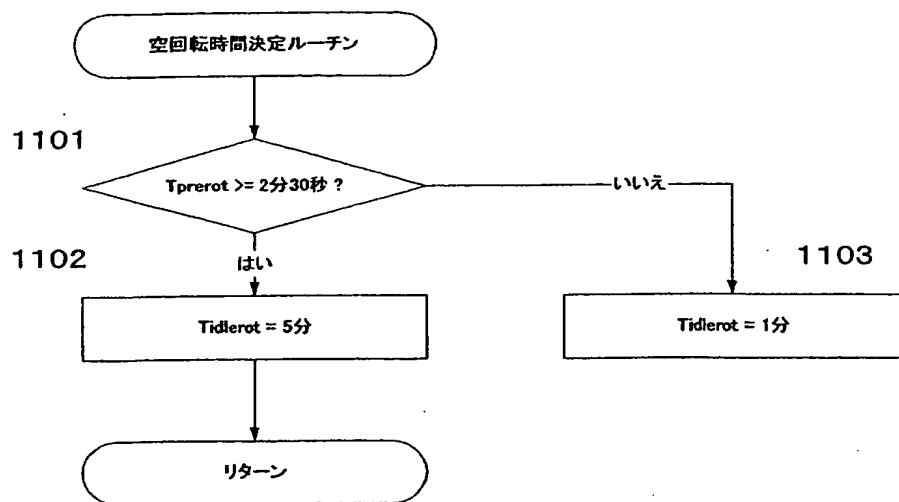 空回転時間決定ルーチン
1101
Tprerot >= 2分30秒 ?
いいえ
1102
はい
1103
Tidlerot = 5分
Tidlerot = 1分
リターン